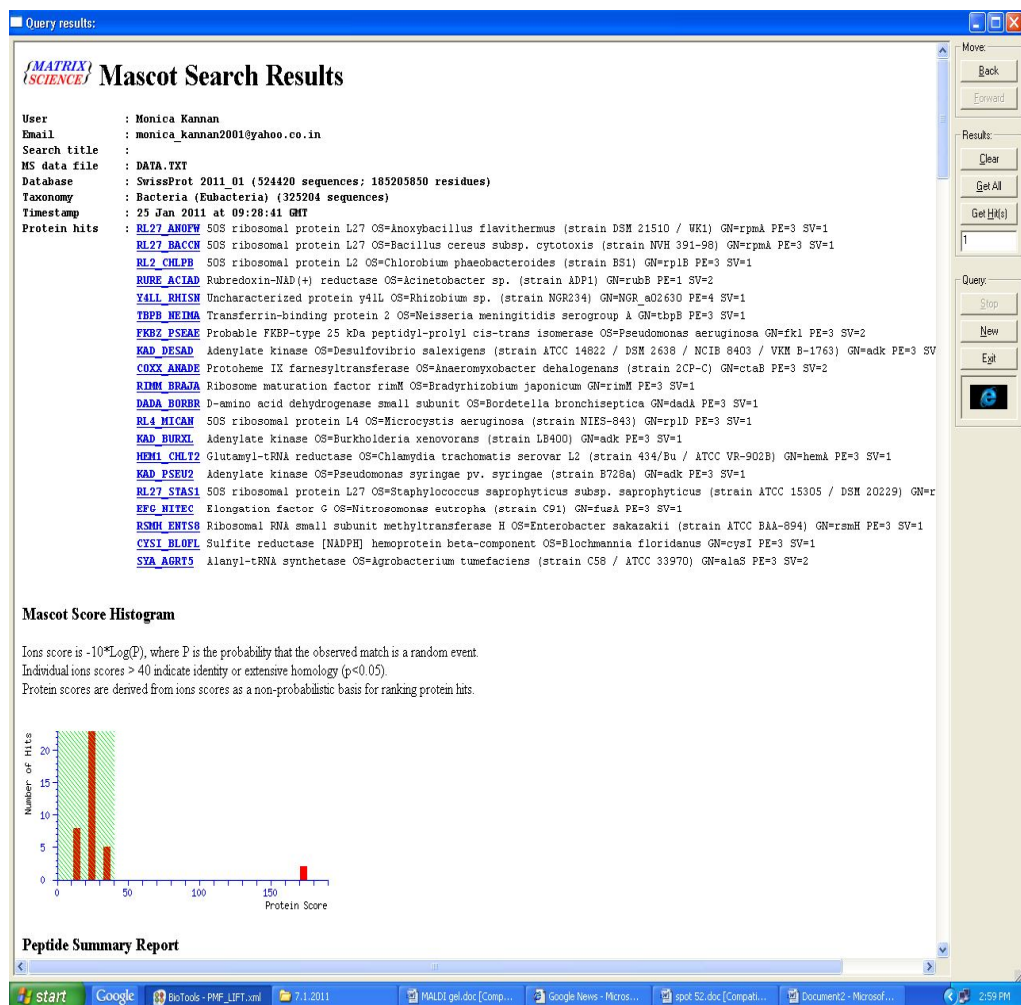 Query results:
{MATRIX} {SCIENCE} Mascot Search Results
User : Monica Kannan
Email : monica_kannan2001@yahoo.co.in
Search title :
MS data file : DATA.TXT
Database : SwissProt 2011_01 (524420 sequences; 185205850 residues)
Taxonomy : Bacteria (Eubacteria) (325204 sequences)
Timestamp : 25 Jan 2011 at 09:28:41 GMT
Protein hits : RL27_ANOFW 50S ribosomal protein L27 OS=Anoxybacillus flavithermus (strain DSM 21510 / WK1) GN=rpmA PE=3 SV=1
RL27_BACCN 50S ribosomal protein L27 OS=Bacillus cereus subsp. cytotoxis (strain NVH 391-98) GN=rpmA PE=3 SV=1
RL2_CHLPB 50S ribosomal protein L2 OS=Chlorobium phaeobacteroides (strain BS1) GN=rplB PE=3 SV=1
RURE_ACIAD Rubredoxin-NAD(+) reductase OS=Acinetobacter sp. (strain ADP1) GN=rubB PE=1 SV=2
Y4LL_RHISN Uncharacterized protein y4lL OS=Rhizobium sp. (strain NGR234) GN=NGR_a02630 PE=4 SV=1
TBPB_NEIMA Transferrin-binding protein 2 OS=Neisseria meningitidis serogroup A GN=tbpB PE=3 SV=1
FKBZ_PSEAE Probable FKBP-type 25 kDa peptidyl-prolyl cis-trans isomerase OS=Pseudomonas aeruginosa GN=fkl PE=3 SV=2
KAD_DESAD Adenylate kinase OS=Desulfovibrio salexigens (strain ATCC 14822 / DSM 2638 / NCIB 8403 / VKM B-1763) GN=adk PE=3 SV
COXX_ANADE Protoheme IX farnesyltransferase OS=Anaeromyxobacter dehalogenans (strain 2CP-C) GN=ctaB PE=3 SV=2
RIMM_BRAJA Ribosome maturation factor rimM OS=Bradyrhizobium japonicum GN=rimM PE=3 SV=1
DADA_BORBR D-amino acid dehydrogenase small subunit OS=Bordetella bronchiseptica GN=dadA PE=3 SV=1
RL4_MICAN 50S ribosomal protein L4 OS=Microcystis aeruginosa (strain NIES-843) GN=rplD PE=3 SV=1
KAD_BURXL Adenylate kinase OS=Burkholderia xenovorans (strain LB400) GN=adk PE=3 SV=1
HEM1_CHLT2 Glutamyl-tRNA reductase OS=Chlamydia trachomatis serovar L2 (strain 434/Bu / ATCC VR-902B) GN=hemA PE=3 SV=1
KAD_PSEU2 Adenylate kinase OS=Pseudomonas syringae pv. syringae (strain B728a) GN=adk PE=3 SV=1
RL27_STAS1 50S ribosomal protein L27 OS=Staphylococcus saprophyticus subsp. saprophyticus (strain ATCC 15305 / DSM 20229) GN=r
EFG_NITEC Elongation factor G OS=Nitrosomonas eutropha (strain C91) GN=fusA PE=3 SV=1
RSMH_ENTS8 Ribosomal RNA small subunit methyltransferase H OS=Enterobacter sakazakii (strain ATCC BAA-894) GN=rsmH PE=3 SV=1
CYSI_BLOFL Sulfite reductase [NADPH] hemoprotein beta-component OS=Blochmannia floridanus GN=cysI PE=3 SV=1
SYA_AGRT5 Alanyl-tRNA synthetase OS=Agrobacterium tumefaciens (strain C58 / ATCC 33970) GN=alaS PE=3 SV=2
Mascot Score Histogram
Ions score is -10*Log(P), where P is the probability that the observed match is a random event.
Individual ions scores > 40 indicate identity or extensive homology (p<0.05).
Protein scores are derived from ions scores as a non-probabilistic basis for ranking protein hits.
Number of Hits
20
15
10
5
0
0 50 100 150
Protein Score
Peptide Summary Report
Move:
Back
Forward
Results:
Clear
Get All
Get Hit(s)
1
Query:
Stop
New
Exit
start Google BioTools - PMF_LIFT.xml 7.1.2011 MALDI gel.doc [Comp... Google News - Micros... spot 52.doc [Compati... Document2 - Microsof... 2:59 PM